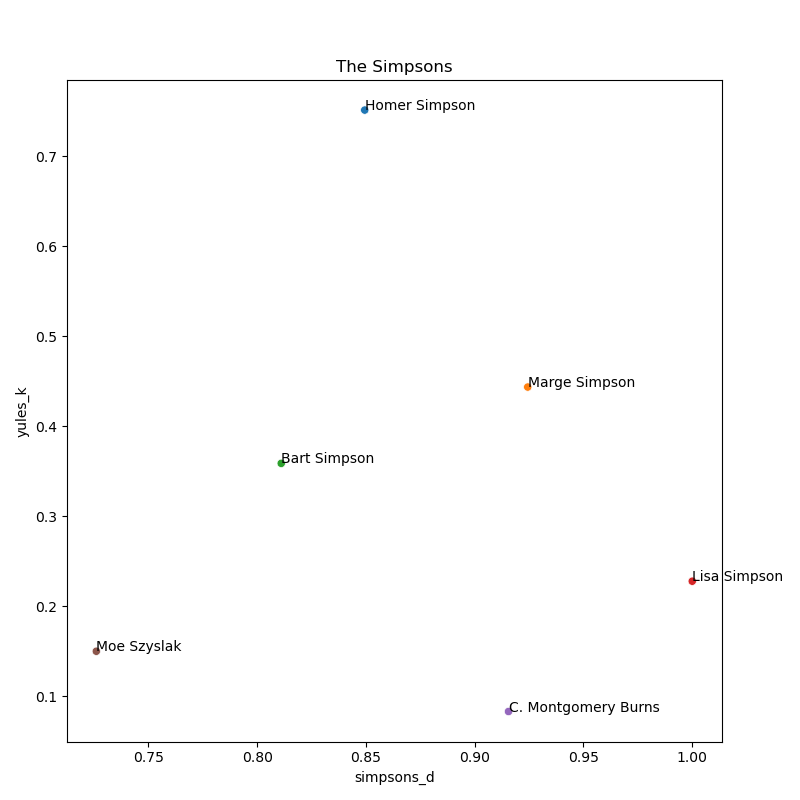 The Simpsons
Homer Simpson
0.7
0.6
0.5
Marge Simpson
yules_k
0.4
Bart Simpson
0.3
Lisa Simpson
0.2
Moe Szyslak
C. Montgomery Burns
0.1
0.75 0.80 0.85 0.90 0.95 1.00
simpsons_d